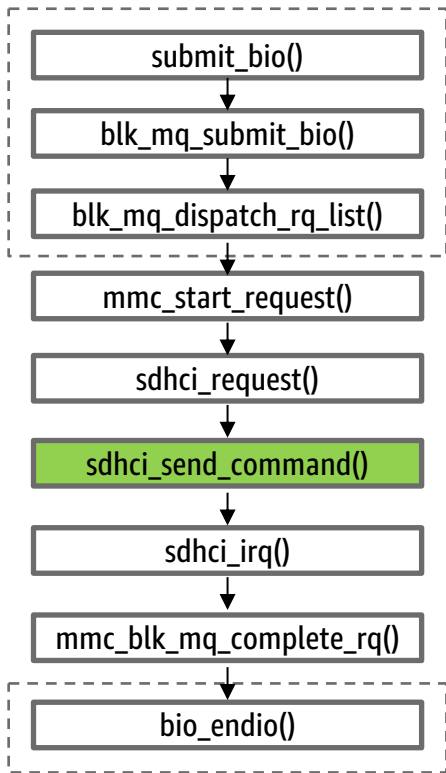 submit_bio()
blk_mq_submit_bio()
blk_mq_dispatch_rq_list()
mmc_start_request()
sdhci_request()
sdhci_send_command()
sdhci_irq()
mmc_blk_mq_complete_rq()
bio_endio()